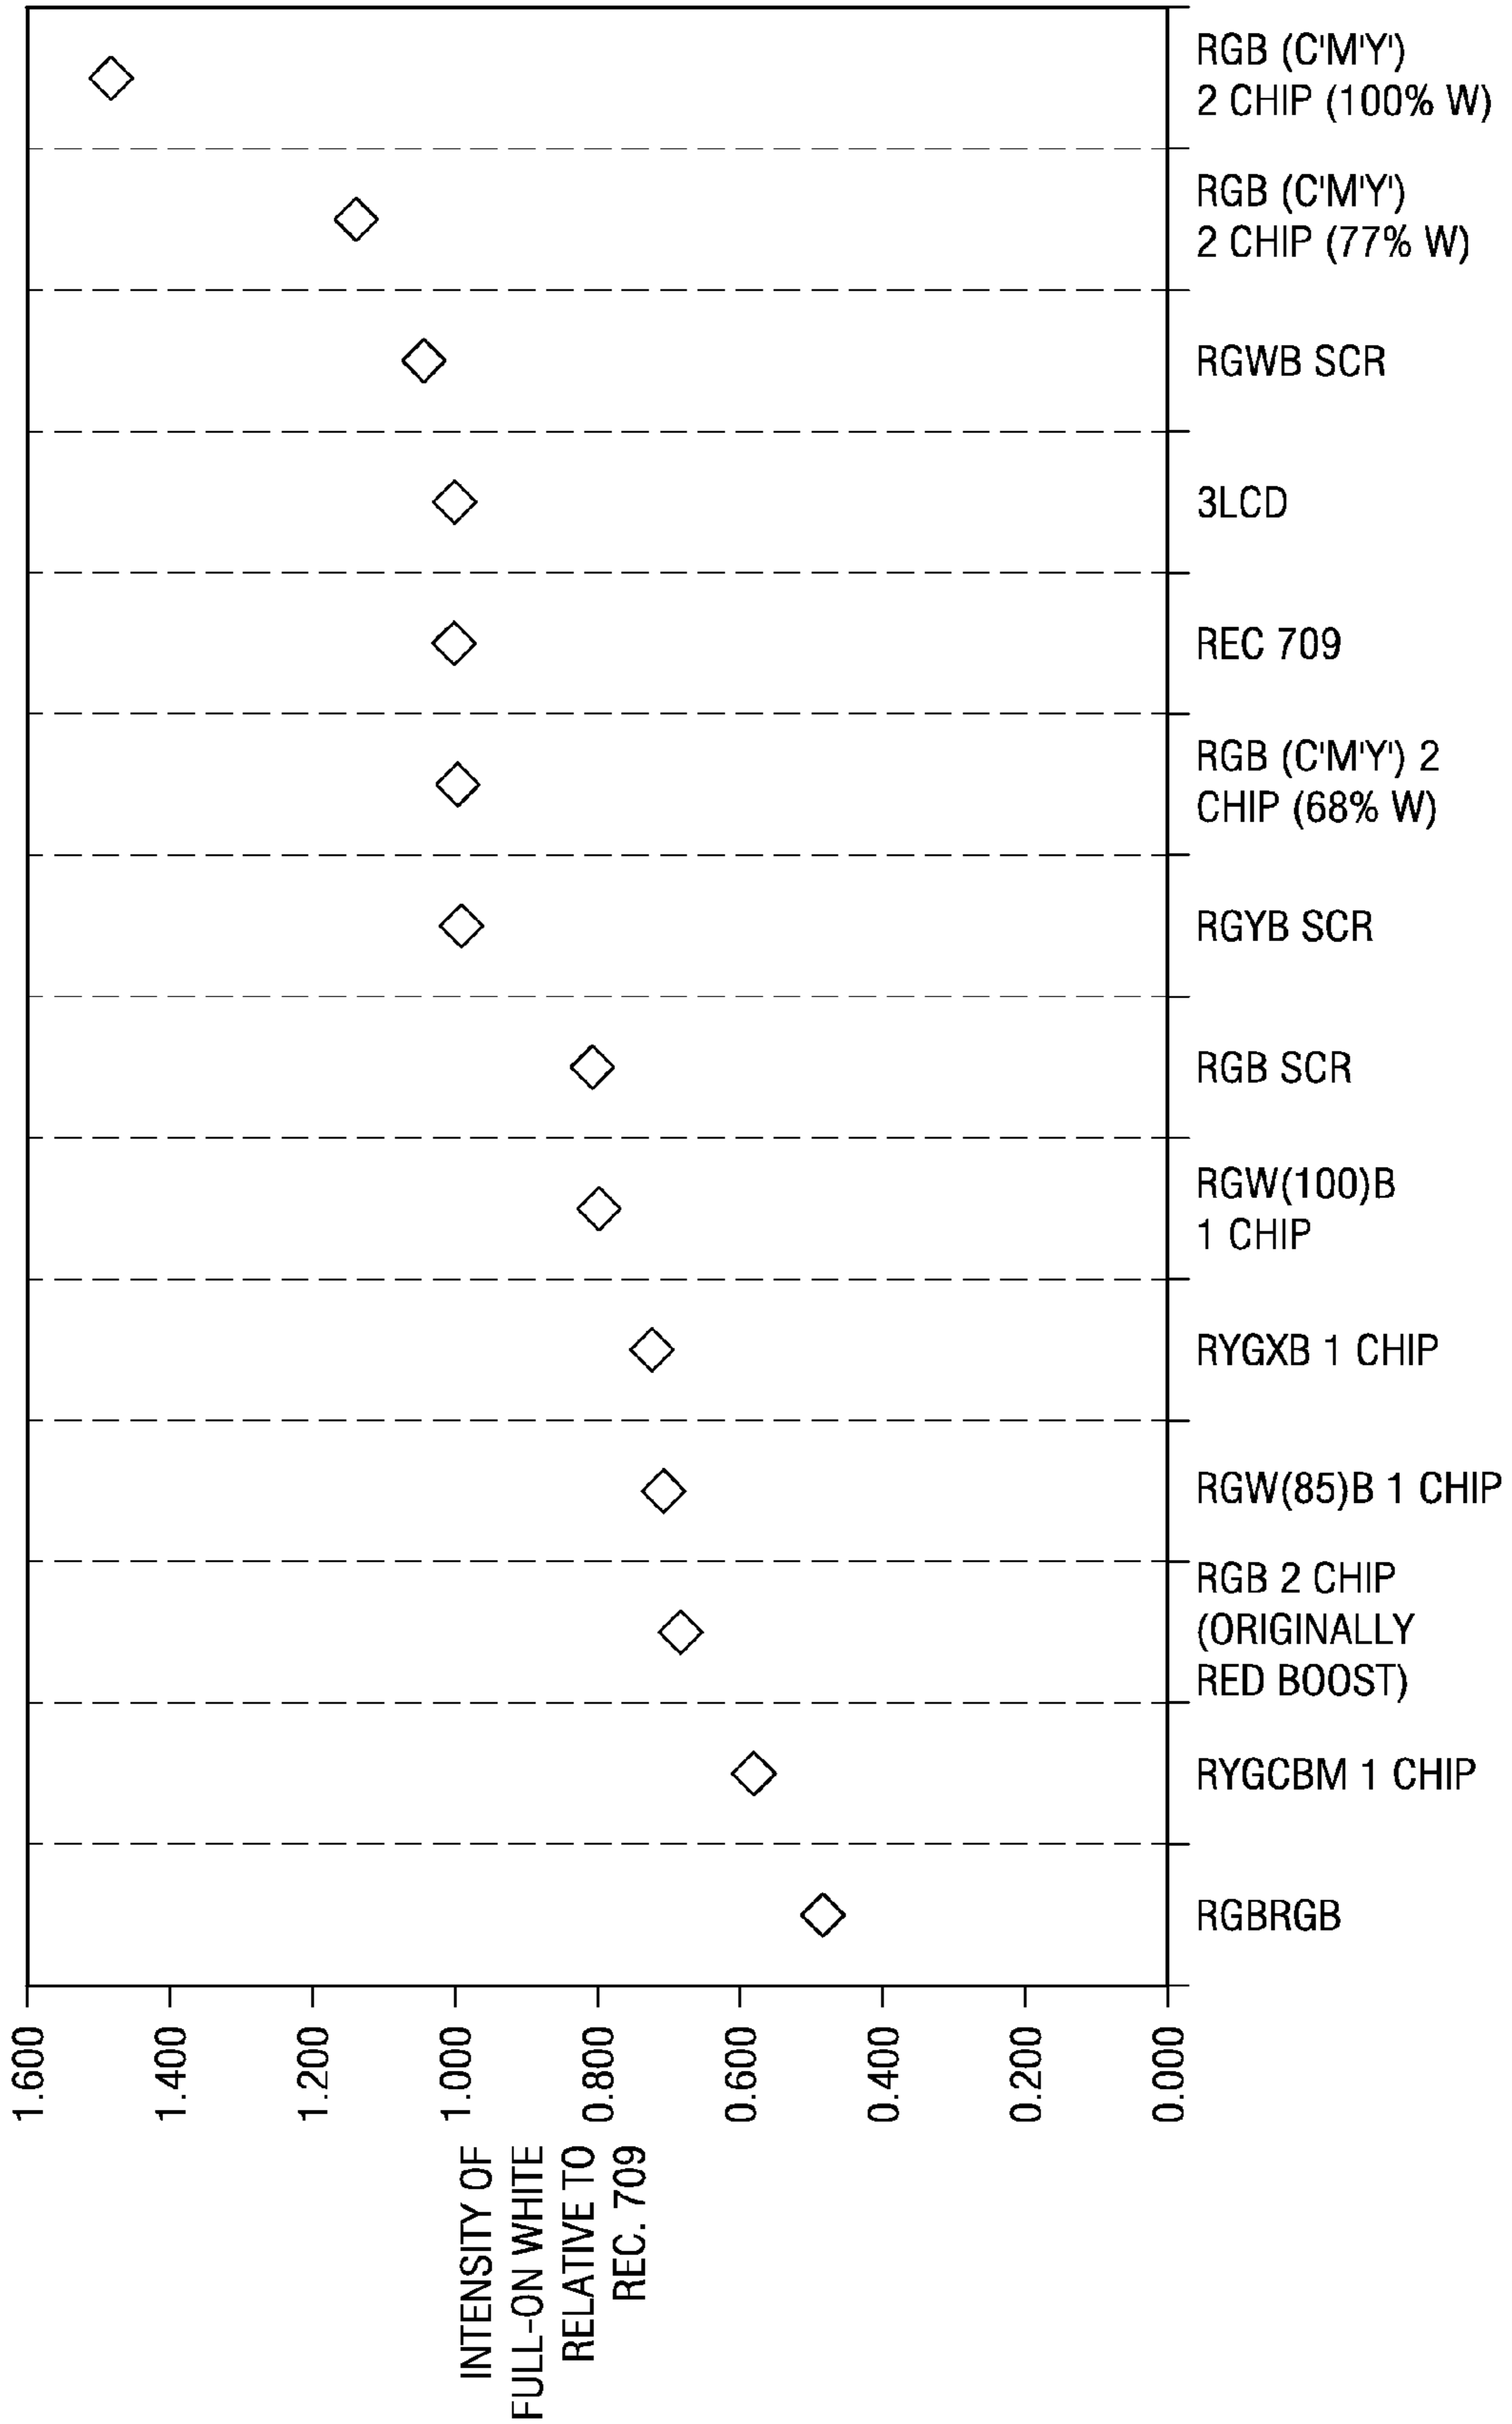 RGB (C'M'Y')
2 CHIP (100% W)
RGB (C'M'Y')
2 CHIP (77% W)
RGWB SCR
3LCD
REC 709
RGB (C'M'Y') 2
CHIP (68% W)
RGYB SCR
RGB SCR
RGW(100)B
1 CHIP
RYGXB 1 CHIP
RGW(85)B 1 CHIP
RGB 2 CHIP
(ORIGINALLY
RED BOOST)
RYGCBM 1 CHIP
RGBRGB
1.600
1.400
1.200
1.000
0.800
0.600
0.400
0.200
0.000
INTENSITY OF
FULL-ON WHITE
RELATIVE TO
REC. 709